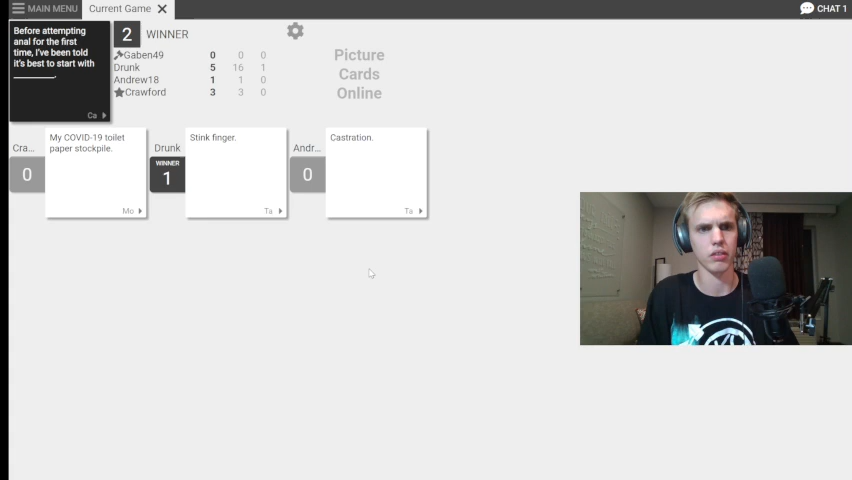 MAIN MENU
Current Game
CHAT 1
Before attempting
anal for the first
time, I've been told
it's best to start with
________.
Ca
2 WINNER
Gaben49 0 0 0
Drunk 5 16 1
Andrew18 1 1 0
Crawford 3 3 0
Picture
Cards
Online
Cra...
0
My COVID-19 toilet
paper stockpile.
Mo
Drunk
WINNER
1
Stink finger.
Ta
Andr...
0
Castration.
Ta